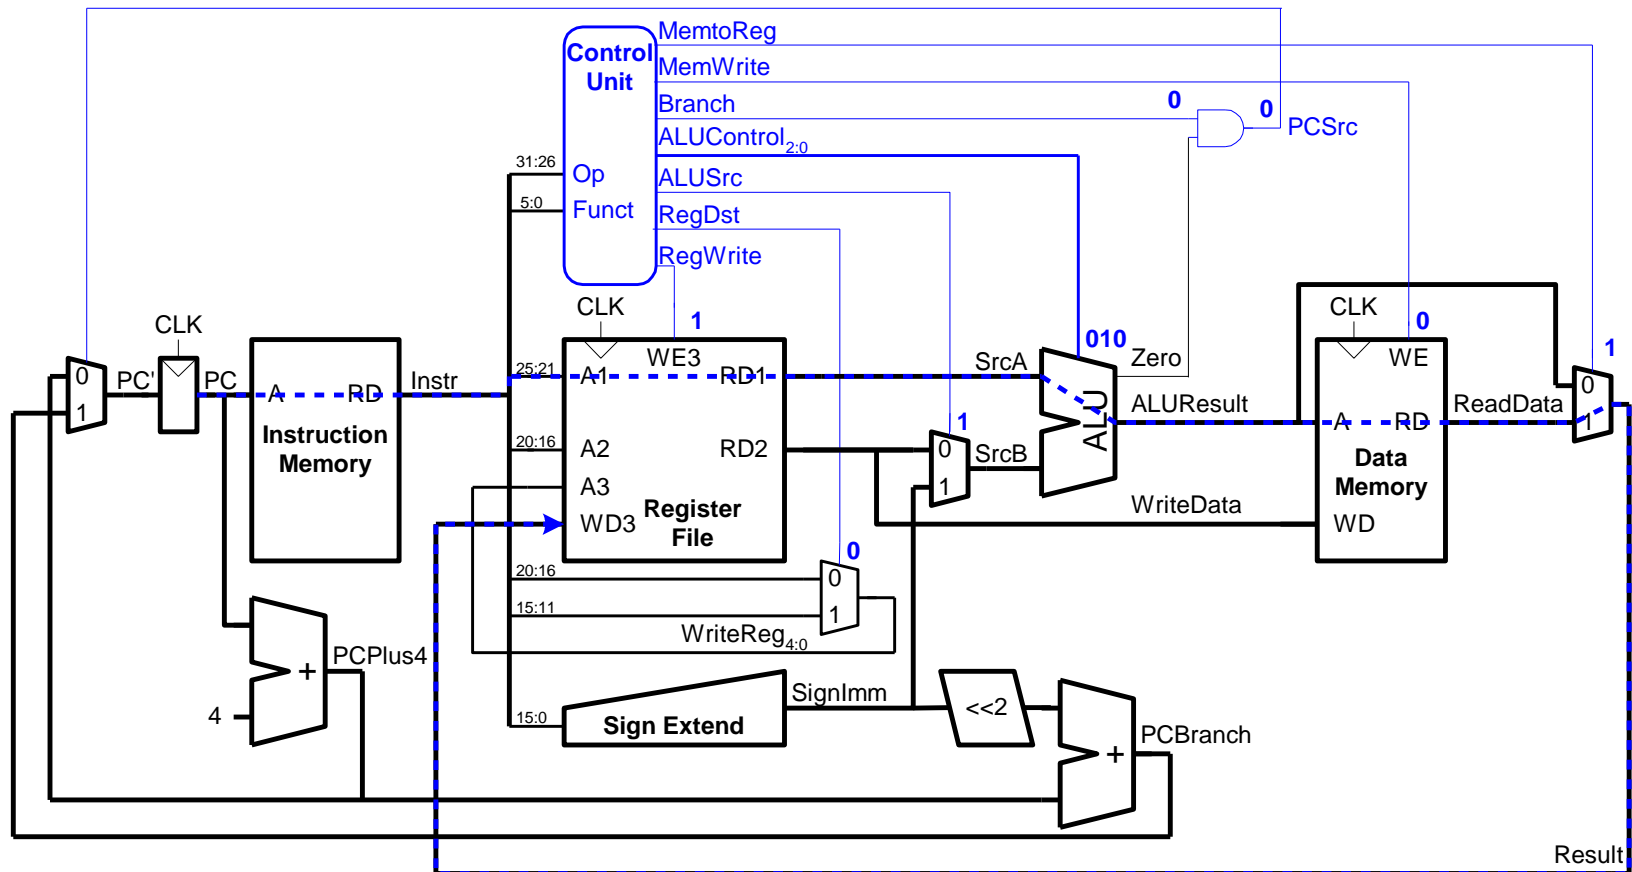 MemtoReg
Control
Unit
MemWrite
Branch
0
0
PCSrc
ALUControl2:0
31:26
Op
ALUSrc
5:0
Funct
RegDst
RegWrite
CLK
CLK
CLK
1
0
010
1
0
1
PC'
PC
A
RD
Instr
25:21
A1
WE3
RD1
SrcA
Zero
WE
0
1
Instruction
Memory
20:16
A2
RD2
1
0
1
SrcB
ALU
ALUResult
A
RD
ReadData
Data
Memory
A3
WD3
Register
File
WriteData
WD
20:16
0
0
1
15:11
WriteReg4:0
PCPlus4
+
4
SignImm
15:0
Sign Extend
<<2
+
PCBranch
Result